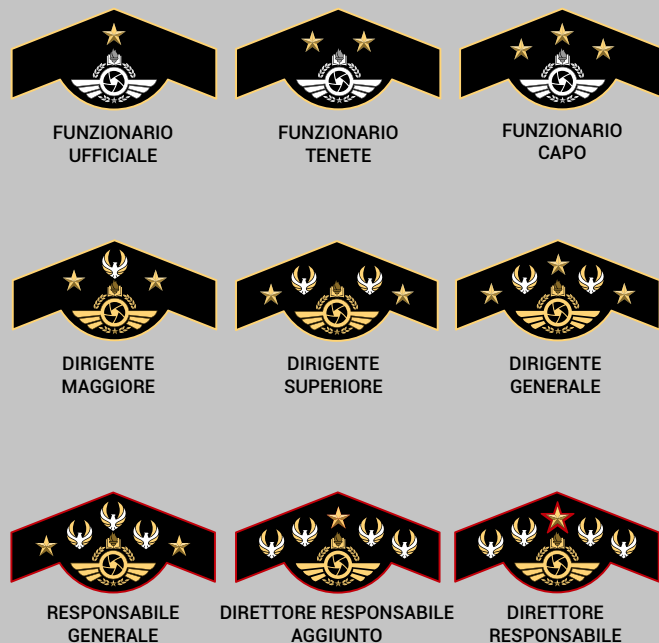 FUNZIONARIO
UFFICIALE
FUNZIONARIO
TENETE
FUNZIONARIO
CAPO
DIRIGENTE
MAGGIORE
DIRIGENTE
SUPERIORE
DIRIGENTE
GENERALE
RESPONSABILE
GENERALE
DIRETTORE RESPONSABILE
AGGIUNTO
DIRETTORE
RESPONSABILE